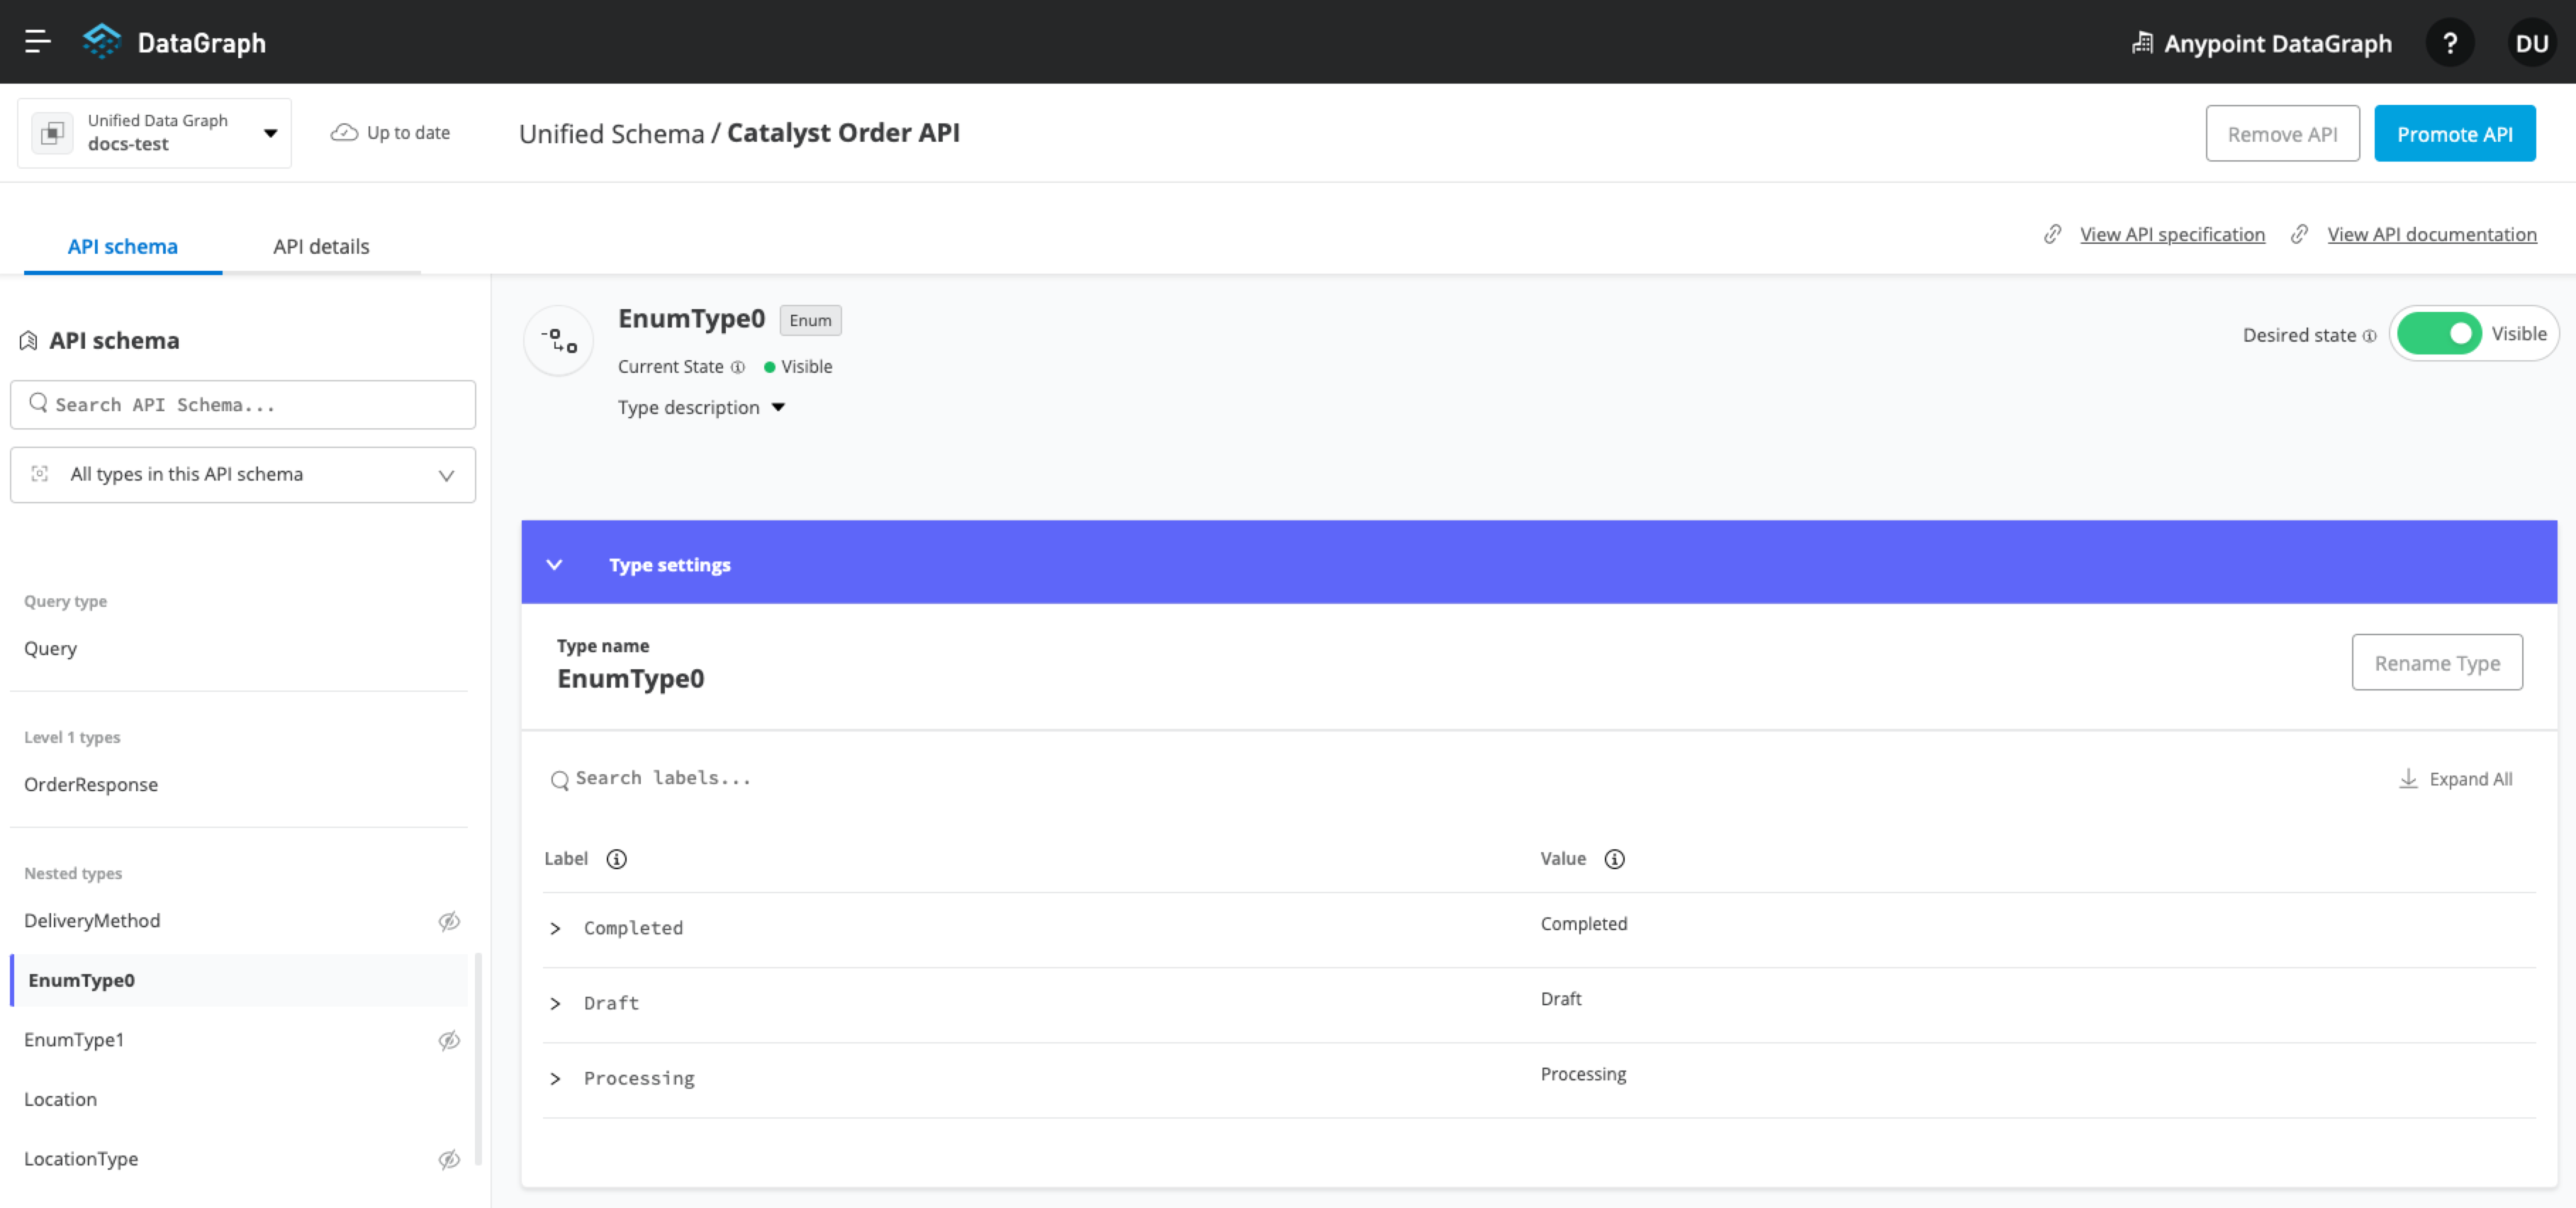 DataGraph
Anypoint DataGraph
?
DU
Unified Data Graph
docs-test
Up to date
Unified Schema / Catalyst Order API
Remove API
Promote API
API schema
API details
View API specification
View API documentation
API schema
Search API Schema...
All types in this API schema
Query type
Query
Level 1 types
OrderResponse
Nested types
DeliveryMethod
EnumType0
EnumType1
Location
LocationType
EnumType0
Enum
Current State
Visible
Type description
Desired state
Visible
Type settings
Type name
EnumType0
Rename Type
Search labels...
Expand All
Label
Value
Completed
Completed
Draft
Draft
Processing
Processing